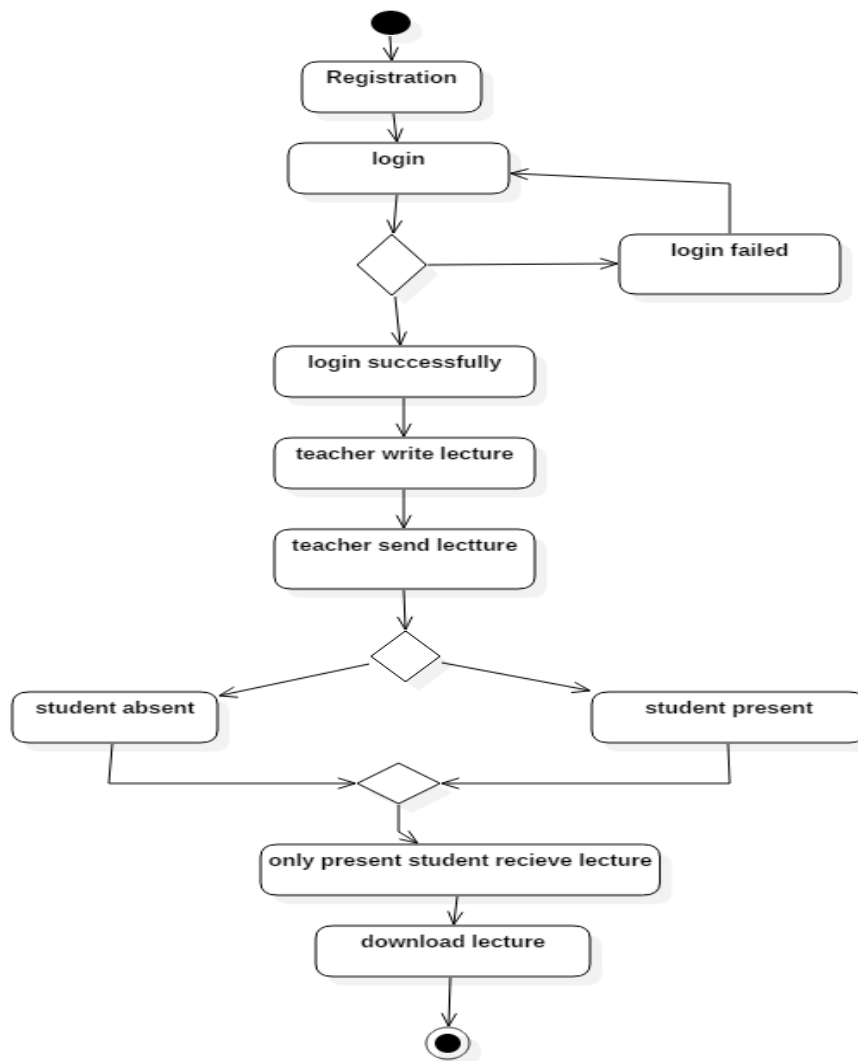 Registration
login
login failed
login successfully
teacher write lecture
teacher send lectture
student absent
student present
only present student recieve lecture
download lecture